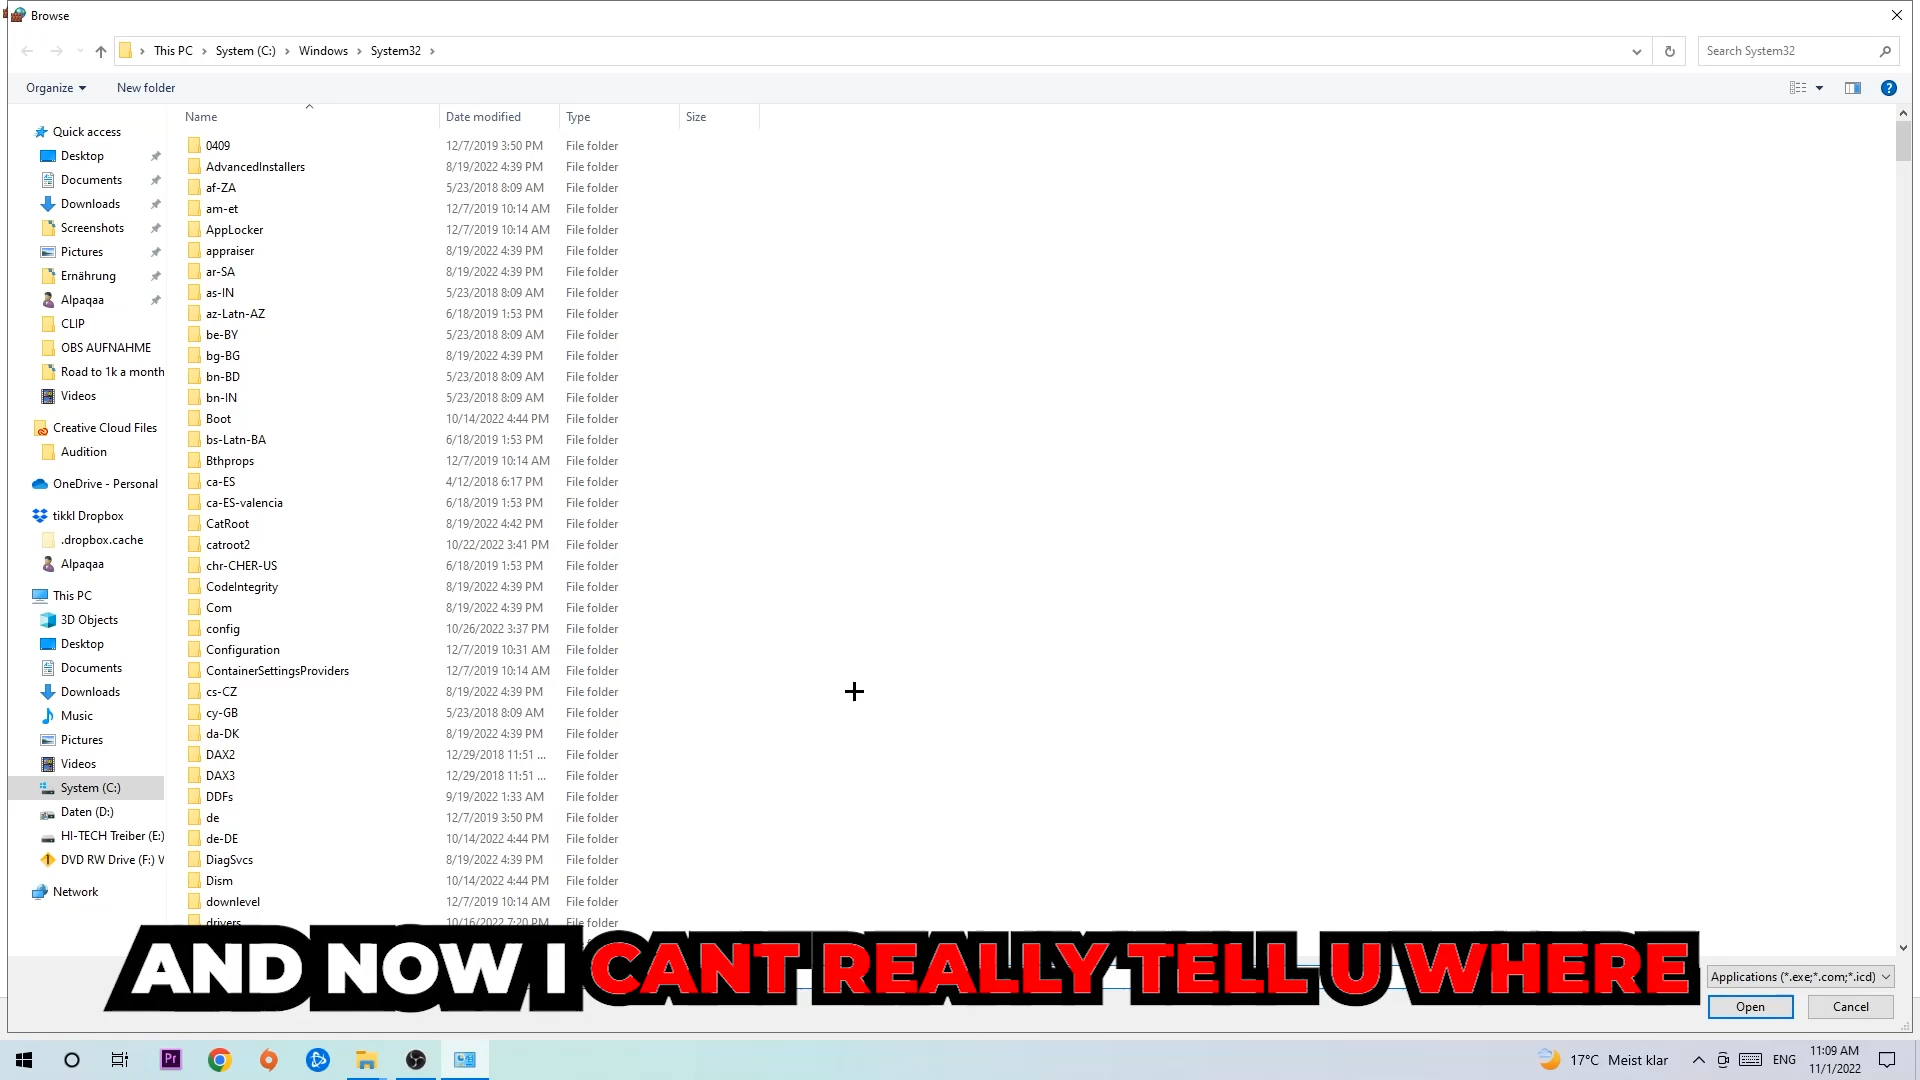 Browse
This PC > System (C:) > Windows > System32 >
Search System32
Organize
New folder
Name
Date modified
Type
Size
Quick access
Desktop
Documents
Downloads
Screenshots
Pictures
Ernährung
Alpaqaa
CLIP
OBS AUFNAHME
Road to 1k a month
Videos
Creative Cloud Files
Audition
OneDrive - Personal
tikkl Dropbox
.dropbox.cache
Alpaqaa
This PC
3D Objects
Desktop
Documents
Downloads
Music
Pictures
Videos
System (C:)
Daten (D:)
HI-TECH Treiber (E:)
DVD RW Drive (F:) V
Network
0409 12/7/2019 3:50 PM File folder
AdvancedInstallers 8/19/2022 4:39 PM File folder
af-ZA 5/23/2018 8:09 AM File folder
am-et 12/7/2019 10:14 AM File folder
AppLocker 12/7/2019 10:14 AM File folder
appraiser 8/19/2022 4:39 PM File folder
ar-SA 8/19/2022 4:39 PM File folder
as-IN 5/23/2018 8:09 AM File folder
az-Latn-AZ 6/18/2019 1:53 PM File folder
be-BY 5/23/2018 8:09 AM File folder
bg-BG 8/19/2022 4:39 PM File folder
bn-BD 5/23/2018 8:09 AM File folder
bn-IN 5/23/2018 8:09 AM File folder
Boot 10/14/2022 4:44 PM File folder
bs-Latn-BA 6/18/2019 1:53 PM File folder
Bthprops 12/7/2019 10:14 AM File folder
ca-ES 4/12/2018 6:17 PM File folder
ca-ES-valencia 6/18/2019 1:53 PM File folder
CatRoot 8/19/2022 4:42 PM File folder
catroot2 10/22/2022 3:41 PM File folder
chr-CHER-US 6/18/2019 1:53 PM File folder
CodeIntegrity 8/19/2022 4:39 PM File folder
Com 8/19/2022 4:39 PM File folder
config 10/26/2022 3:37 PM File folder
Configuration 12/7/2019 10:31 AM File folder
ContainerSettingsProviders 12/7/2019 10:14 AM File folder
cs-CZ 8/19/2022 4:39 PM File folder
cy-GB 5/23/2018 8:09 AM File folder
da-DK 8/19/2022 4:39 PM File folder
DAX2 12/29/2018 11:51 ... File folder
DAX3 12/29/2018 11:51 ... File folder
DDFs 9/19/2022 1:33 AM File folder
de 12/7/2019 3:50 PM File folder
de-DE 10/14/2022 4:44 PM File folder
DiagSvcs 8/19/2022 4:39 PM File folder
Dism 10/14/2022 4:44 PM File folder
downlevel 12/7/2019 10:14 AM File folder
drivers 10/16/2022 7:20 PM File folder
AND NOW I CANT REALLY TELL U WHERE
Applications (*.exe;*.com;*.icd)
Open
Cancel
Pr
17°C Meist klar
ENG
11:09 AM
11/1/2022